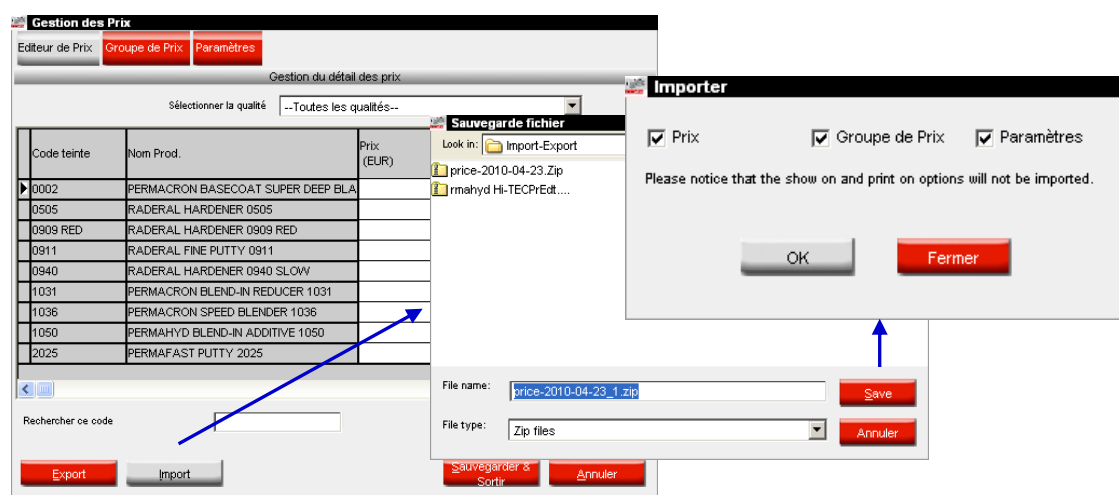 Gestion des Prix
Editeur de Prix Groupe de Prix Paramètres
Gestion du détail des prix
Sélectionner la qualité --Toutes les qualités--
Code teinte Nom Prod. Prix
(EUR)
0002 PERMACRON BASECOAT SUPER DEEP BLA
0505 RADERAL HARDENER 0505
0909 RED RADERAL HARDENER 0909 RED
0911 RADERAL FINE PUTTY 0911
0940 RADERAL HARDENER 0940 SLOW
1031 PERMACRON BLEND-IN REDUCER 1031
1036 PERMACRON SPEED BLENDER 1036
1050 PERMAHYD BLEND-IN ADDITIVE 1050
2025 PERMAFAST PUTTY 2025
Rechercher ce code
Export Import Sauvegarder &
Sortir Annuler
Sauvegarde fichier
Look in: Import-Export
price-2010-04-23.Zip
rmahyd Hi-TECPrEdt....
File name: price-2010-04-23_1.zip Save
File type: Zip files Annuler
Importer
Prix Groupe de Prix Paramètres
Please notice that the show on and print on options will not be imported.
OK Fermer